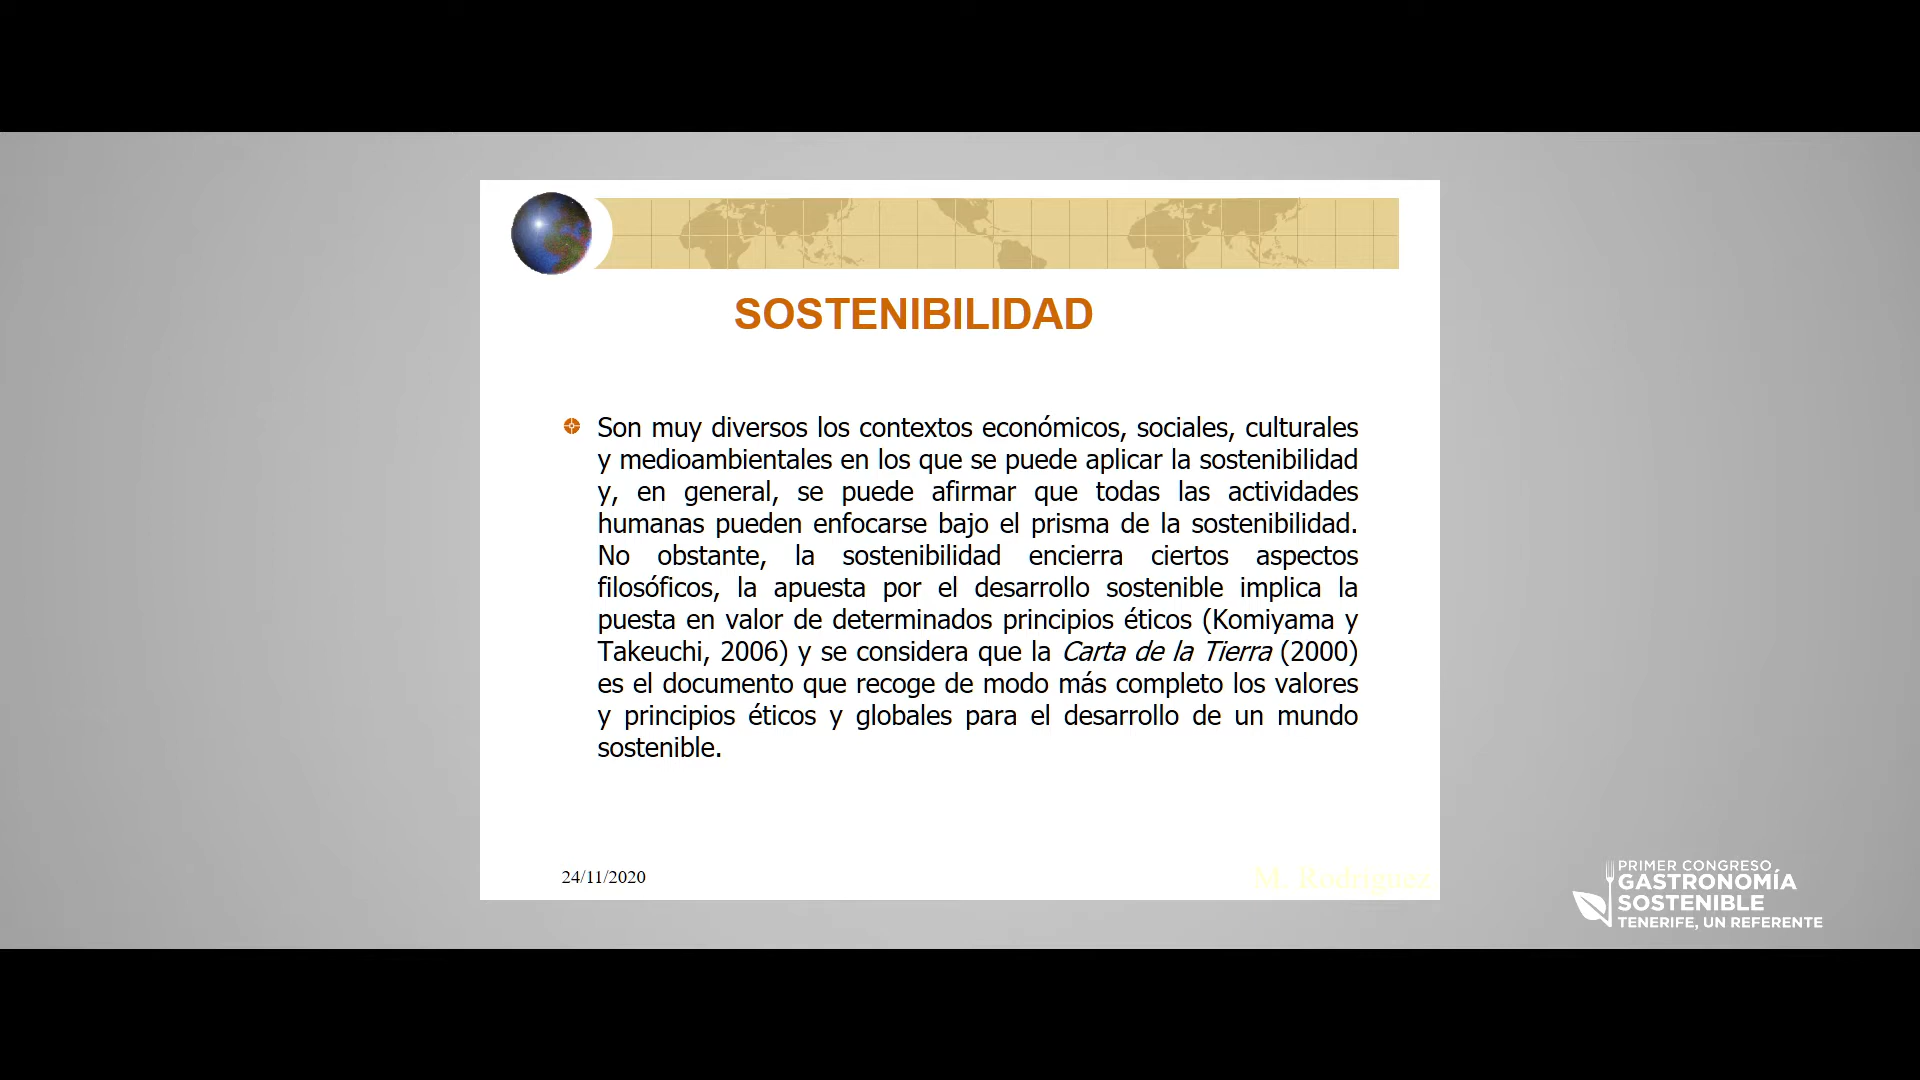 SOSTENIBILIDAD
Son muy diversos los contextos económicos, sociales, culturales
y medioambientales en los que se puede aplicar la sostenibilidad
y, en general, se puede afirmar que todas las actividades
humanas pueden enfocarse bajo el prisma de la sostenibilidad.
No obstante, la sostenibilidad encierra ciertos aspectos
filosóficos, la apuesta por el desarrollo sostenible implica la
puesta en valor de determinados principios éticos (Komiyama y
Takeuchi, 2006) y se considera que la Carta de la Tierra (2000)
es el documento que recoge de modo más completo los valores
y principios éticos y globales para el desarrollo de un mundo
sostenible.
24/11/2020
M. Rodríguez
PRIMER CONGRESO
GASTRONOMÍA
SOSTENIBLE
TENERIFE, UN REFERENTE